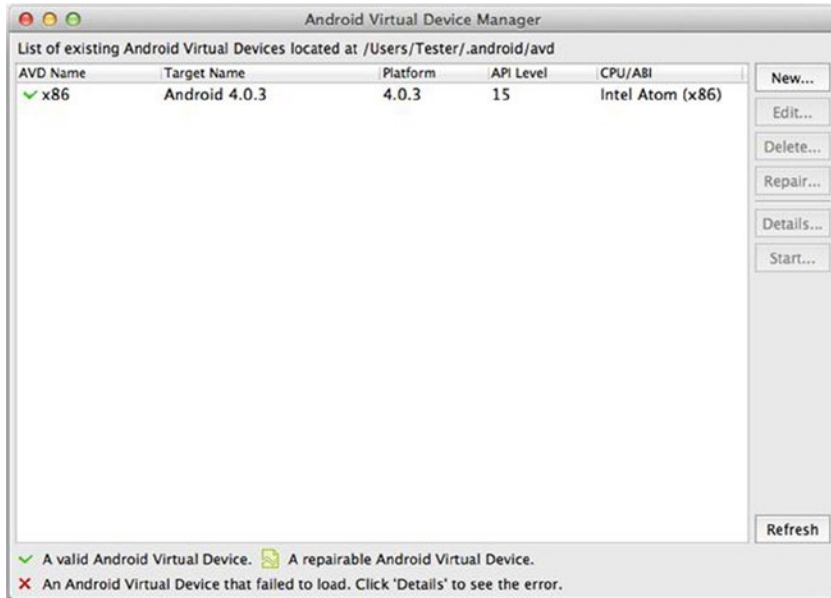 Android Virtual Device Manager
List of existing Android Virtual Devices located at /Users/Tester/.android/avd
AVD Name Target Name Platform API Level CPU/ABI
x86 Android 4.0.3 4.0.3 15 Intel Atom (x86)
New...
Edit...
Delete...
Repair...
Details...
Start...
Refresh
A valid Android Virtual Device. A repairable Android Virtual Device.
An Android Virtual Device that failed to load. Click 'Details' to see the error.